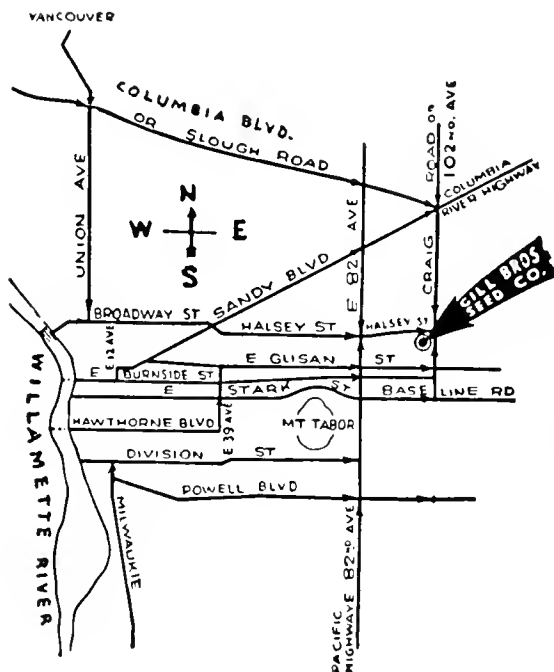 VANCOUVER
COLUMBIA BLVD.
OR SLOUGH ROAD
ROAD OR
102ND. AVE
CRAIG
COLUMBIA
RIVER HIGHWAY
UNION AVE
N
W E
S
E 82 AVE
SANDY BLVD
GILL BROS
SEED CO.
BROADWAY ST
HALSEY ST
HALSEY ST
E 12 AVE
E GLISAN ST
E BURNSIDE ST
E STARK ST
BASE LINE RD
HAWTHORNE BLVD
E 39 AVE
MT TABOR
DIVISION ST
POWELL BLVD
WILLAMETTE RIVER
MILWAUKIE
PACIFIC
HIGHWAYE 82ND AVE